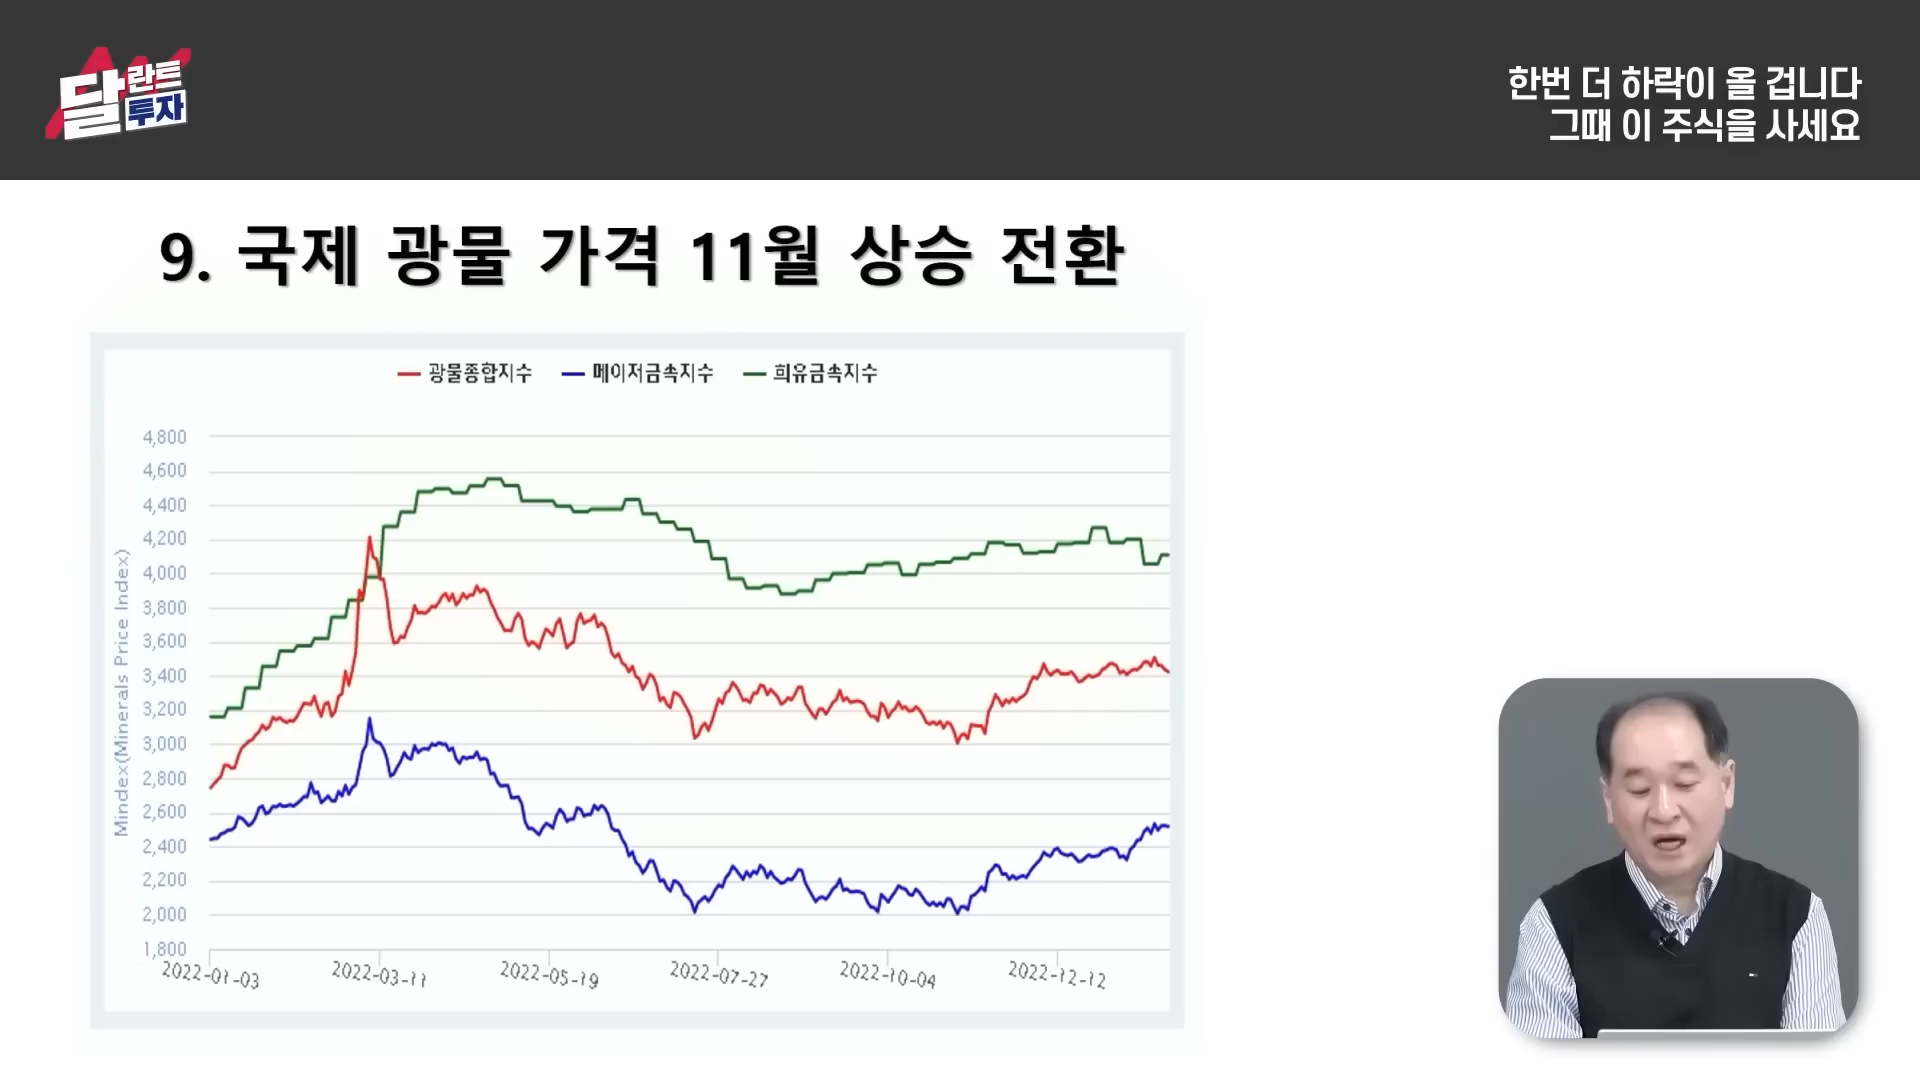 달란트
투자
한번 더 하락이 올 겁니다
그때 이 주식을 사세요
9. 국제 광물 가격 11월 상승 전환
광물종합지수 메이저금속지수 희유금속지수
Mindex(Minerals Price Index)
4,800
4,600
4,400
4,200
4,000
3,800
3,600
3,400
3,200
3,000
2,800
2,600
2,400
2,200
2,000
1,800
2022-01-03 2022-03-11 2022-05-19 2022-07-27 2022-10-04 2022-12-12